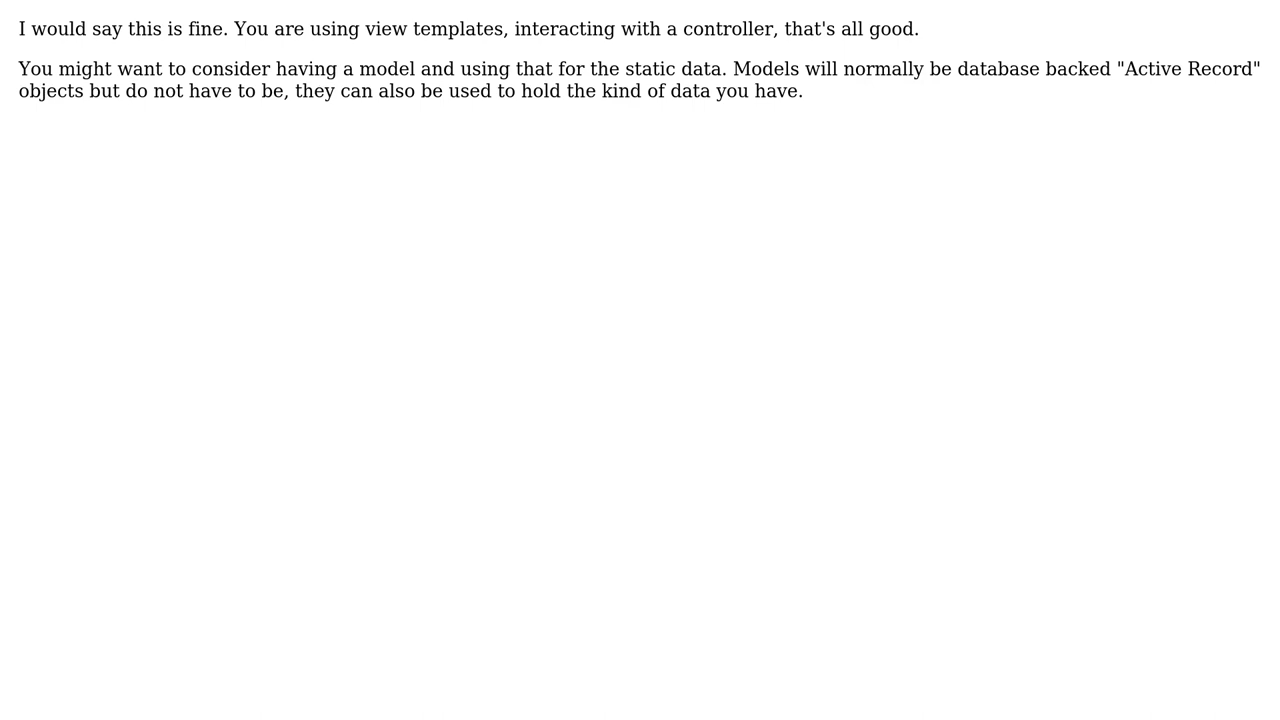 I would say this is fine. You are using view templates, interacting with a controller, that's all good.
You might want to consider having a model and using that for the static data. Models will normally be database backed "Active Record"
objects but do not have to be, they can also be used to hold the kind of data you have.